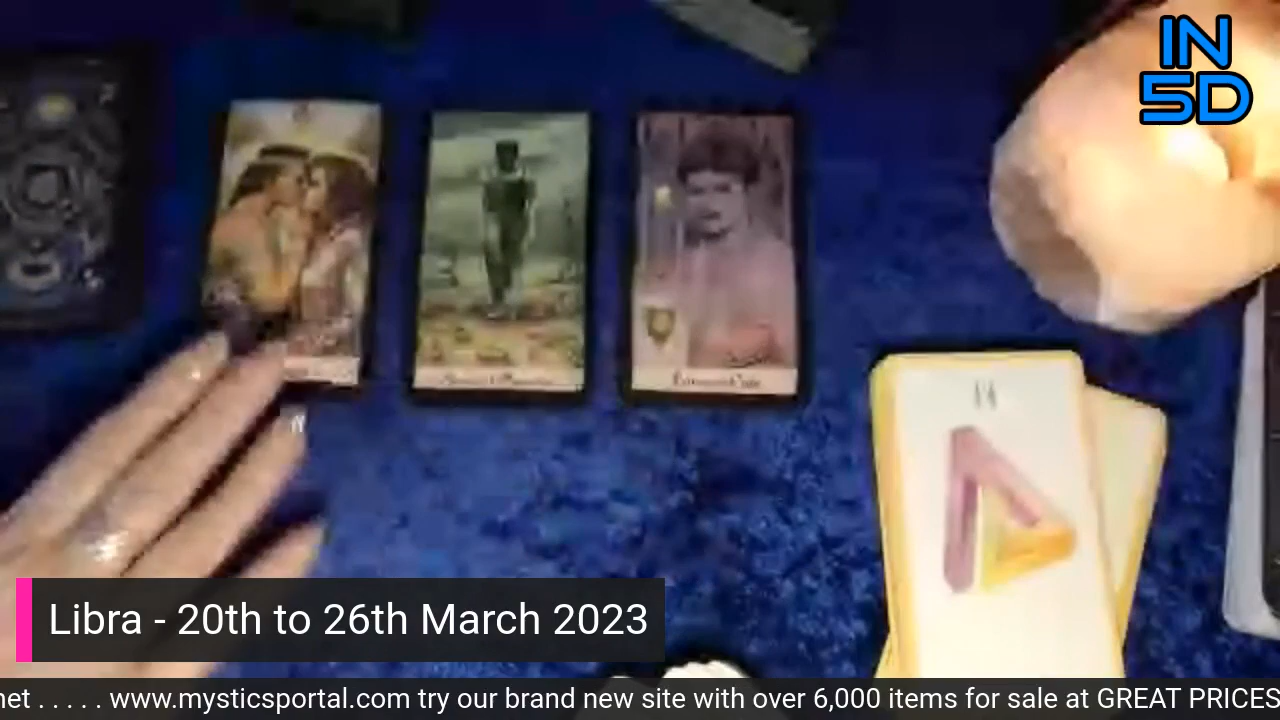 IN
5D
Libra - 20th to 26th March 2023
net . . . . . www.mysticsportal.com try our brand new site with over 6,000 items for sale at GREAT PRICES